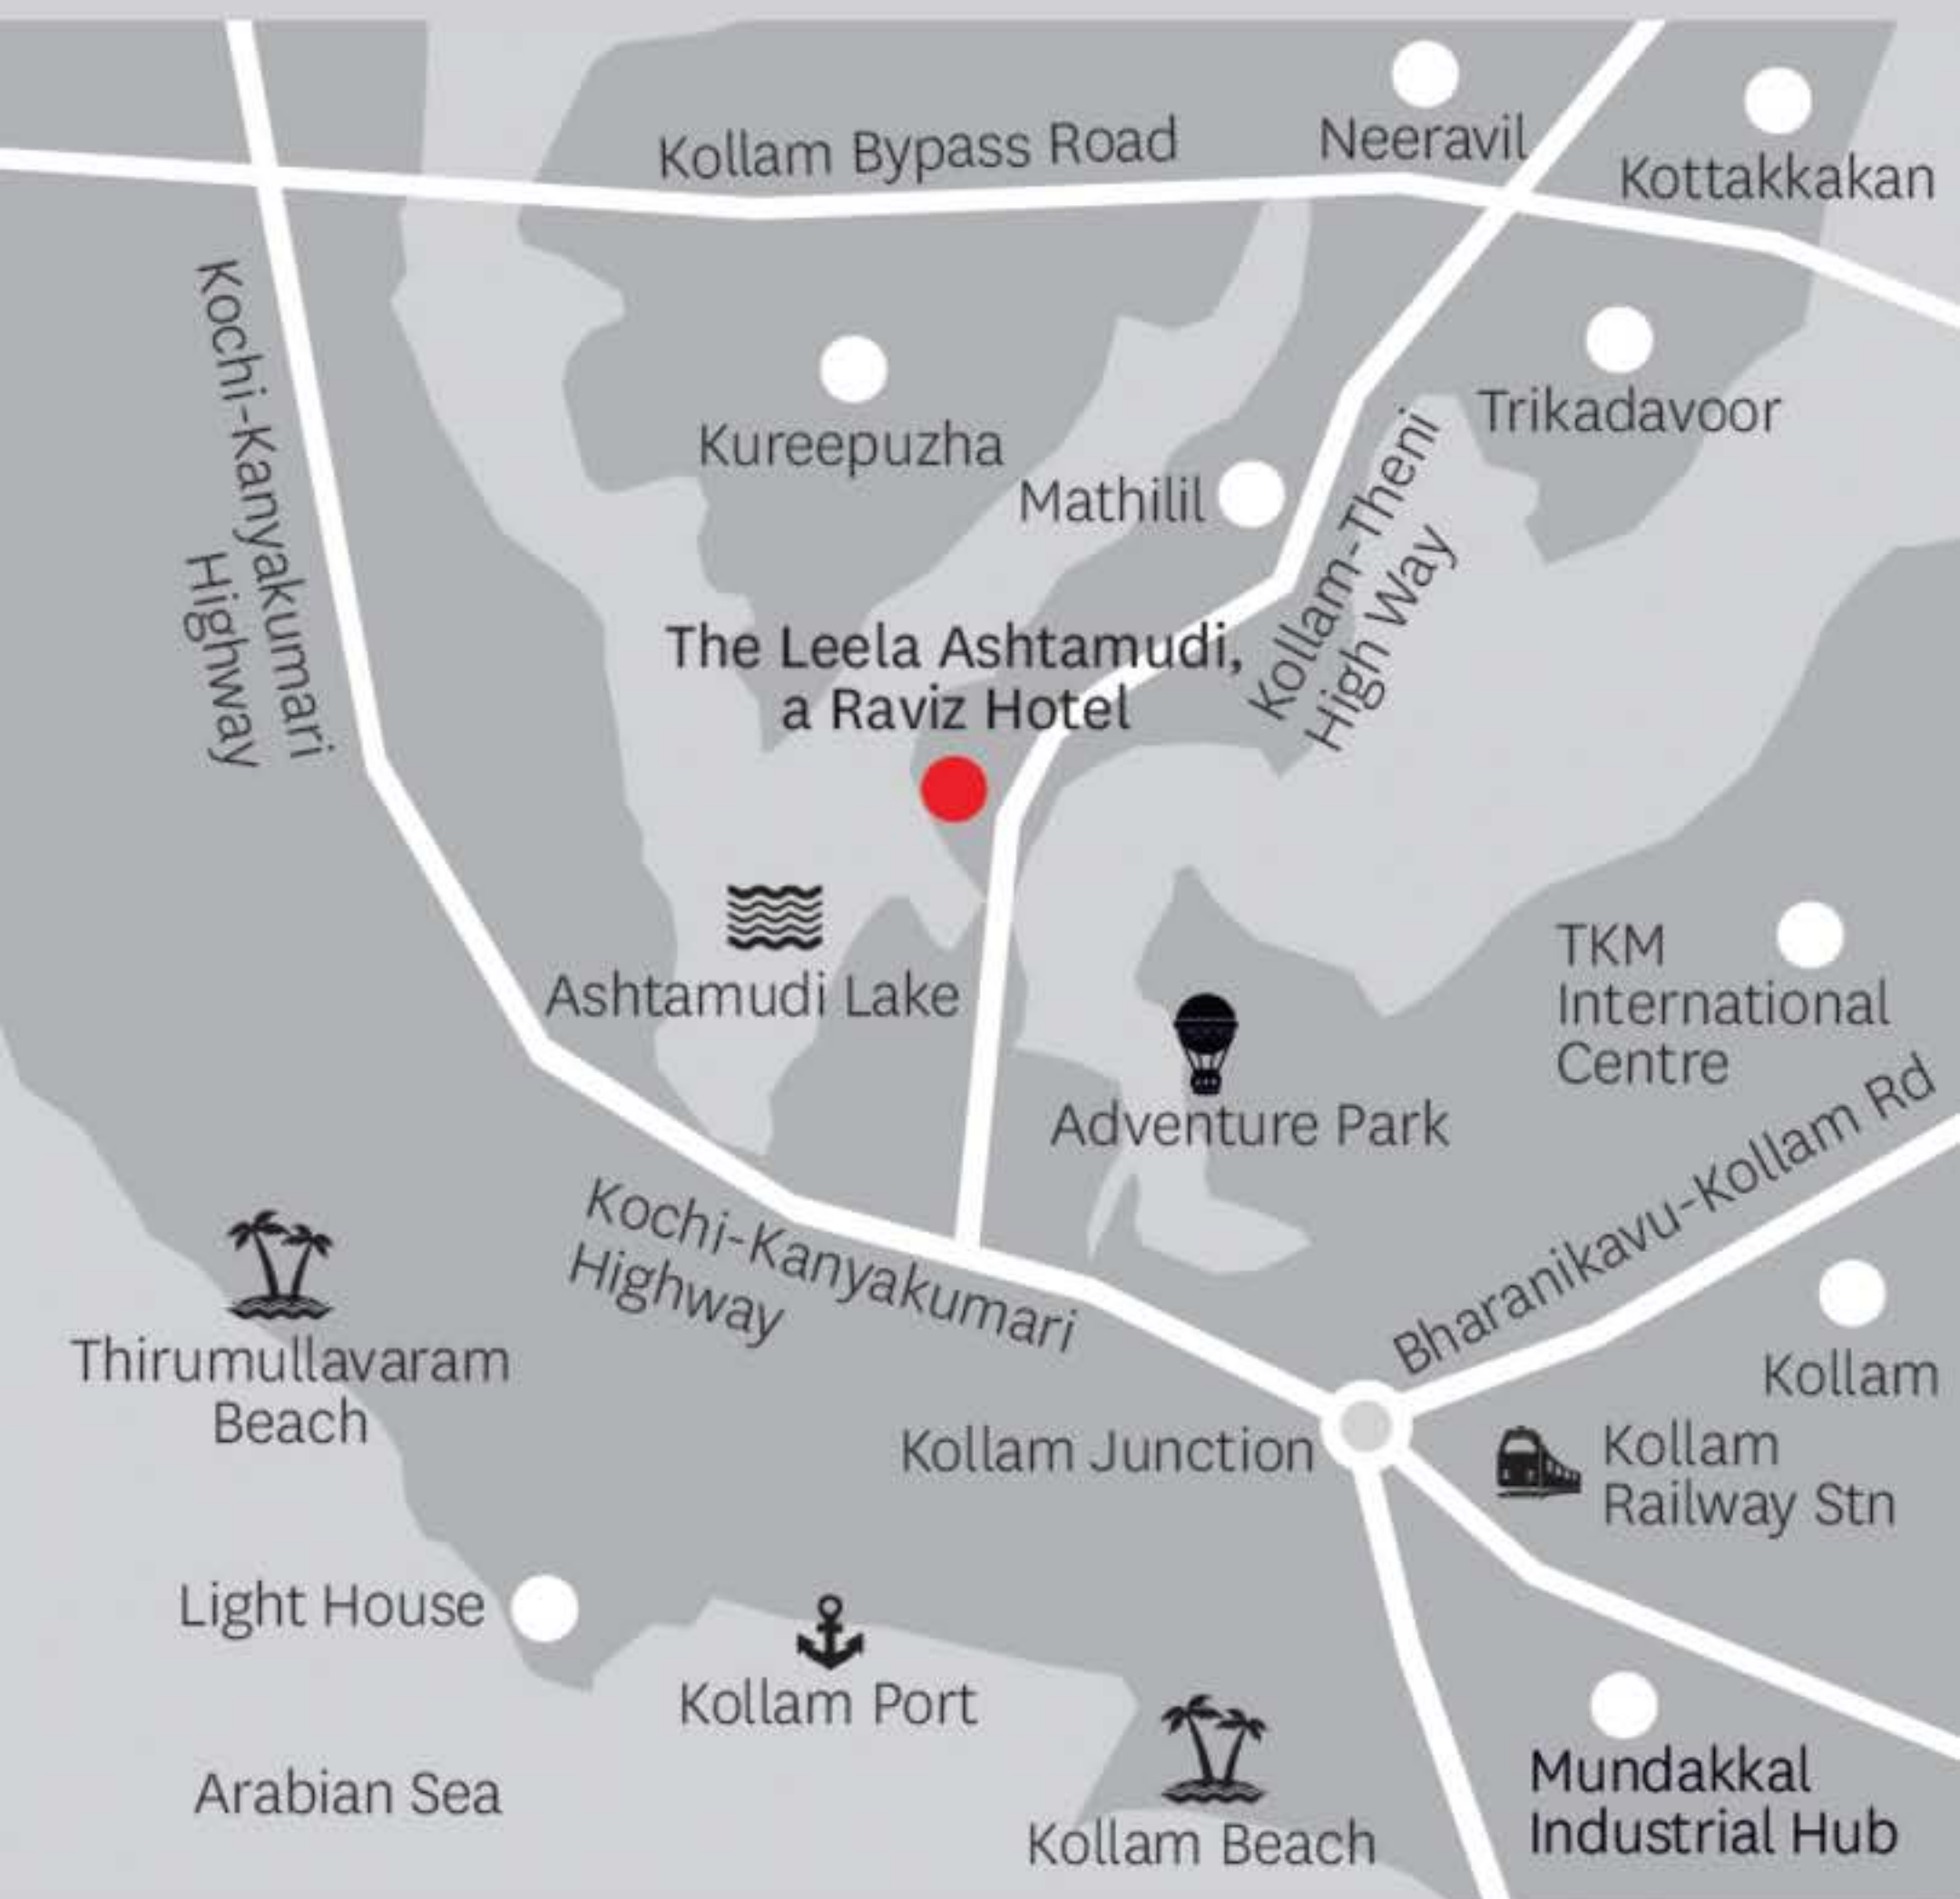 Neeravil
Kollam Bypass Road
Kottakkakan
Kochi-Kanyakumari
Highway
Kureepuzha
Trikadavoor
Mathilil
Kollam-Theni
High Way
The Leela Ashtamudi,
a Raviz Hotel
Ashtamudi Lake
TKM
International
Centre
Adventure Park
Bharanikavu-Kollam Rd
Kochi-Kanyakumari
Highway
Thirumullavaram
Beach
Kollam
Kollam Junction
Kollam
Railway Stn
Light House
Kollam Port
Arabian Sea
Kollam Beach
Mundakkal
Industrial Hub